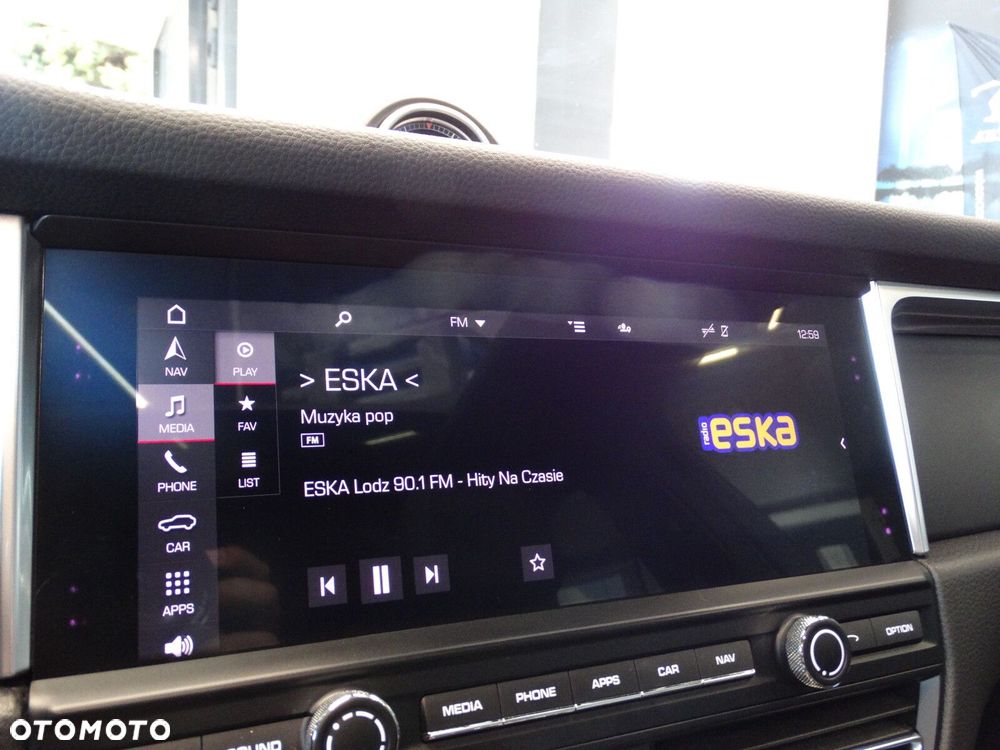 FM
12:59
NAV
PLAY
> ESKA <
MEDIA
FAV
Muzyka pop
FM
radio eska
PHONE
LIST
ESKA Lodz 90.1 FM - Hity Na Czasie
CAR
APPS
MEDIA
PHONE
APPS
CAR
NAV
OPTION
SOUND
OTOMOTO